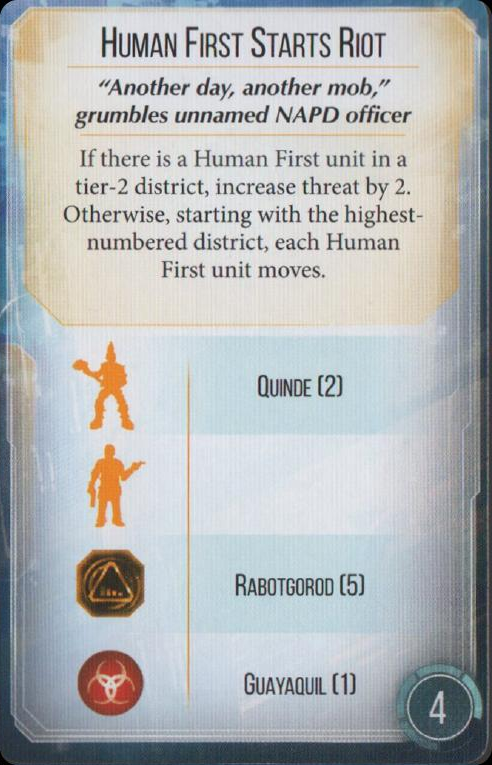 HUMAN FIRST STARTS RIOT
“Another day, another mob,”
grumbles unnamed NAPD officer
If there is a Human First unit in a
tier-2 district, increase threat by 2.
Otherwise, starting with the highest-
numbered district, each Human
First unit moves.
QUINDE (2)
RABOTGOROD (5)
GUAYAQUIL (1)
4